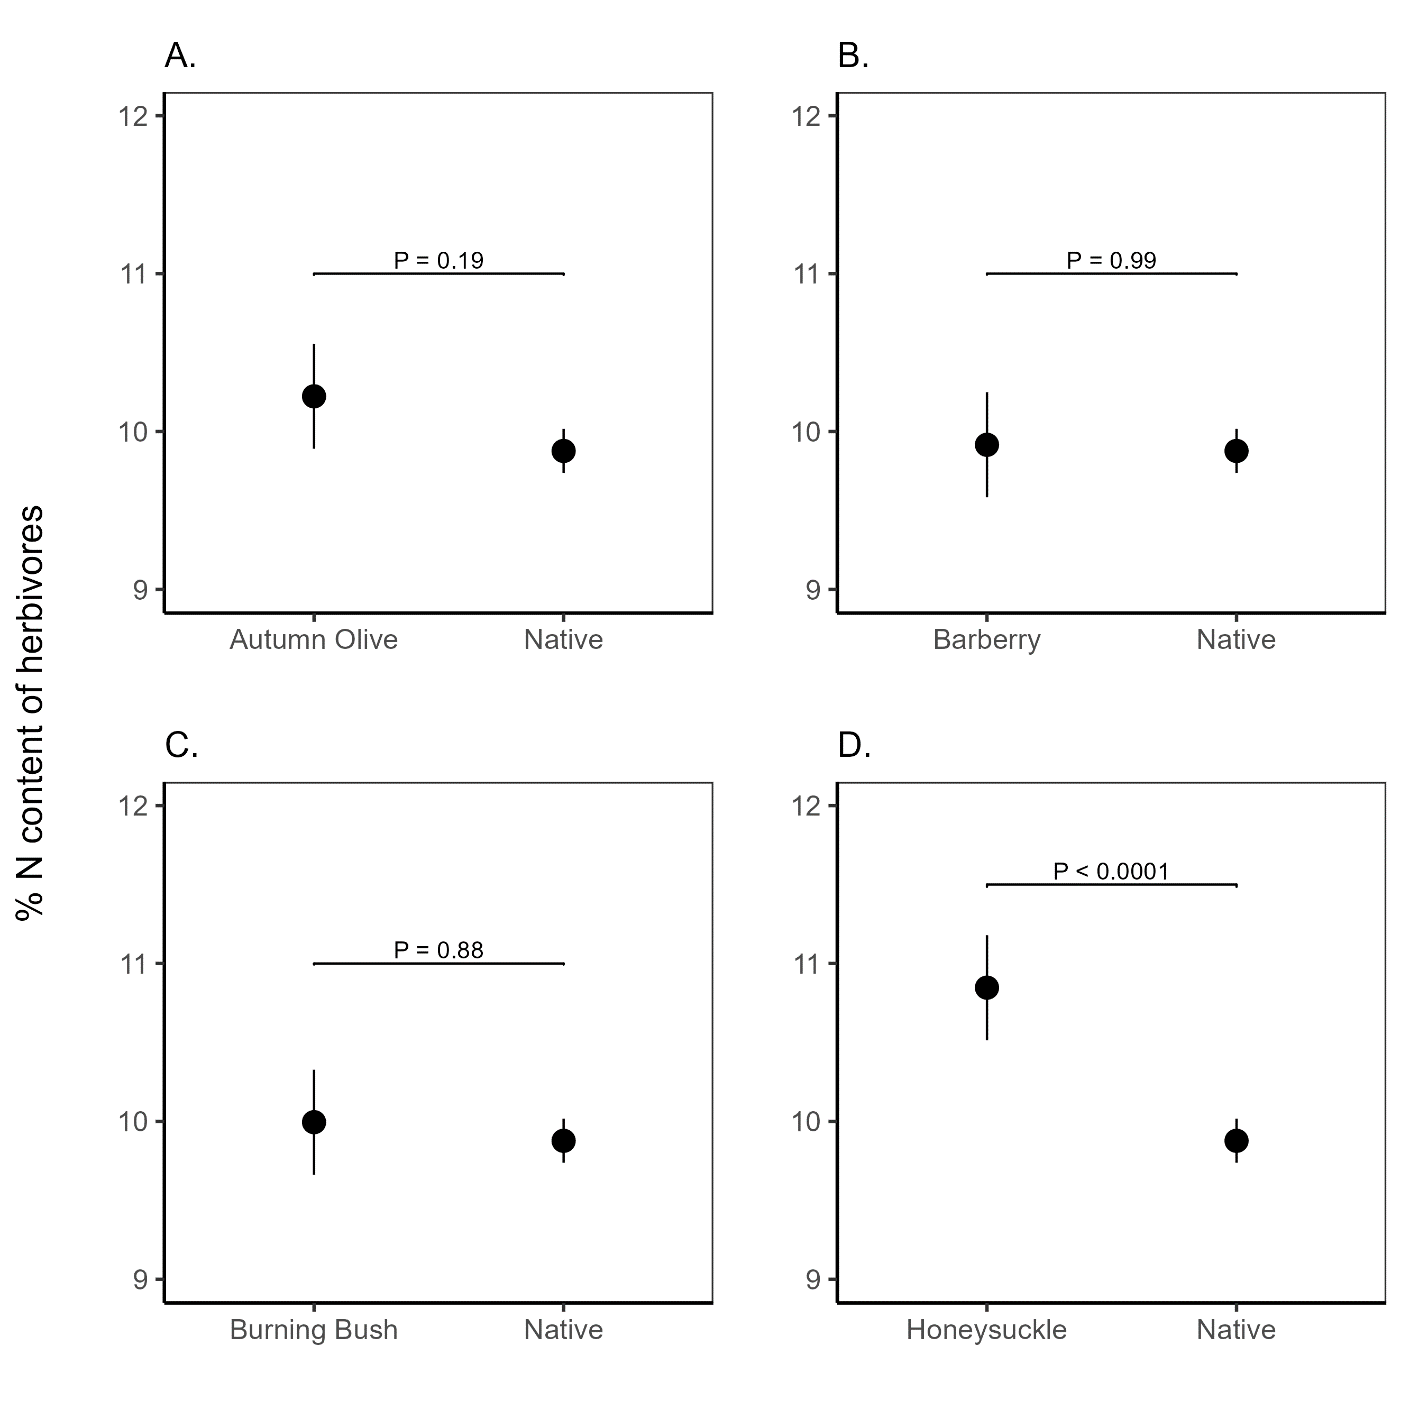 % N content of herbivores
A.
12
11
10
9
P = 0.19
Autumn Olive Native
B.
12
11
10
9
P = 0.99
Barberry Native
C.
12
11
10
9
P = 0.88
Burning Bush Native
D.
12
11
10
9
P < 0.0001
Honeysuckle Native